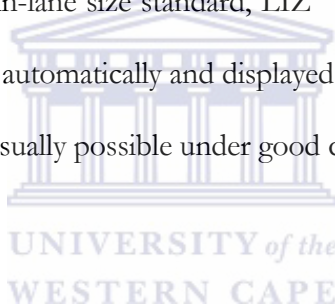 n-lane size standard, LIZ
automatically and displayed
sually possible under good c
UNIVERSITY of the
WESTERN CAPE